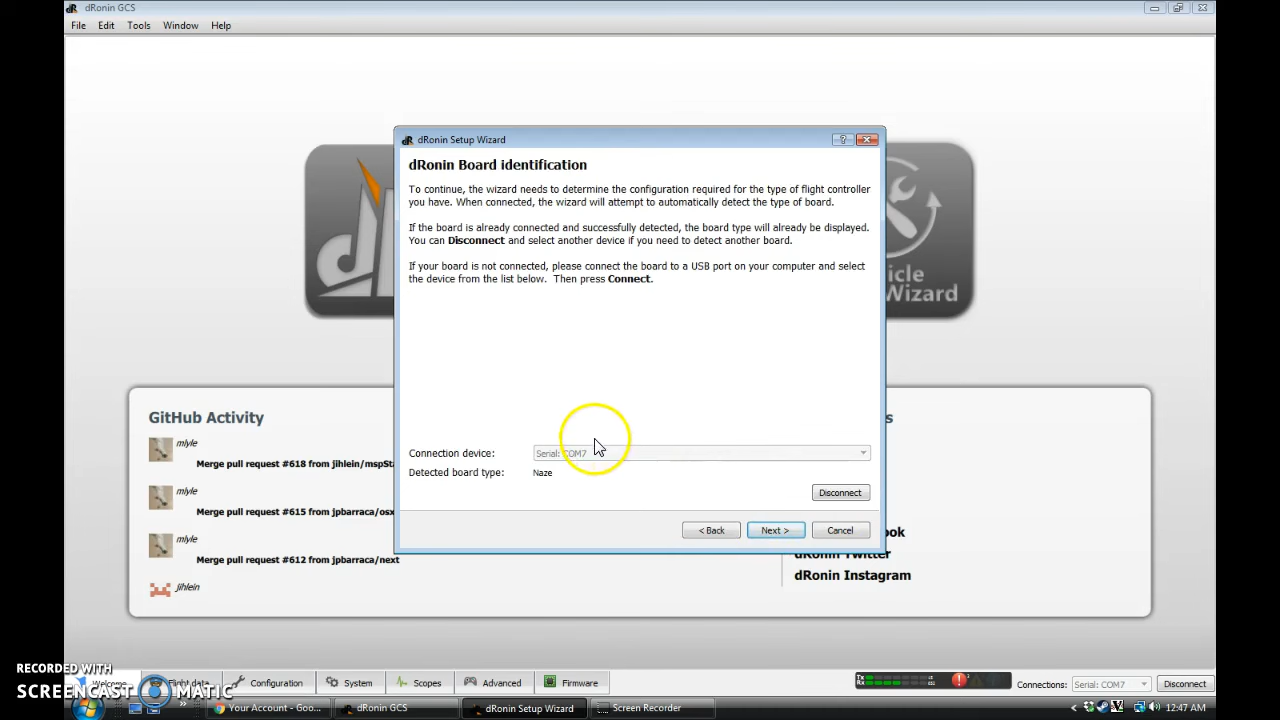 dRonin GCS
File Edit Tools Window Help
dRonin Setup Wizard
dRonin Board identification
To continue, the wizard needs to determine the configuration required for the type of flight controller
you have. When connected, the wizard will attempt to automatically detect the type of board.
If the board is already connected and successfully detected, the board type will already be displayed.
You can Disconnect and select another device if you need to detect another board.
If your board is not connected, please connect the board to a USB port on your computer and select
the device from the list below. Then press Connect.
icle
Wizard
Connection device: Serial: COM7
Detected board type: Naze
Disconnect
< Back Next > Cancel
GitHub Activity
mlyle
Merge pull request #618 from jihlein/mspSta
mlyle
Merge pull request #615 from jpbarraca/osx
mlyle
Merge pull request #612 from jpbarraca/next
jihlein
s
ook
dRonin Twitter
dRonin Instagram
Welcome Flight data Configuration System Scopes Advanced Firmware
Tx
Rx
Connections: Serial: COM7 Disconnect
RECORDED WITH
SCREENCAST MATIC
Your Account - Goo... dRonin GCS dRonin Setup Wizard Screen Recorder
12:47 AM